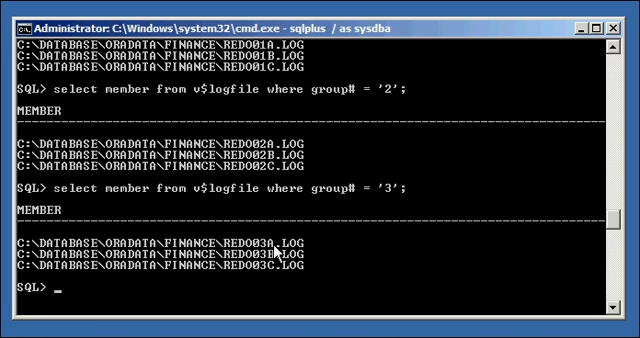 Administrator: C:\Windows\system32\cmd.exe - sqlplus / as sysdba
C:\DATABASE\ORADATA\FINANCE\REDO01A.LOG
C:\DATABASE\ORADATA\FINANCE\REDO01B.LOG
C:\DATABASE\ORADATA\FINANCE\REDO01C.LOG
SQL> select member from v$logfile where group# = '2';
MEMBER
--------------------------------------------------------------------------------
C:\DATABASE\ORADATA\FINANCE\REDO02A.LOG
C:\DATABASE\ORADATA\FINANCE\REDO02B.LOG
C:\DATABASE\ORADATA\FINANCE\REDO02C.LOG
SQL> select member from v$logfile where group# = '3';
MEMBER
--------------------------------------------------------------------------------
C:\DATABASE\ORADATA\FINANCE\REDO03A.LOG
C:\DATABASE\ORADATA\FINANCE\REDO03B.LOG
C:\DATABASE\ORADATA\FINANCE\REDO03C.LOG
SQL> _